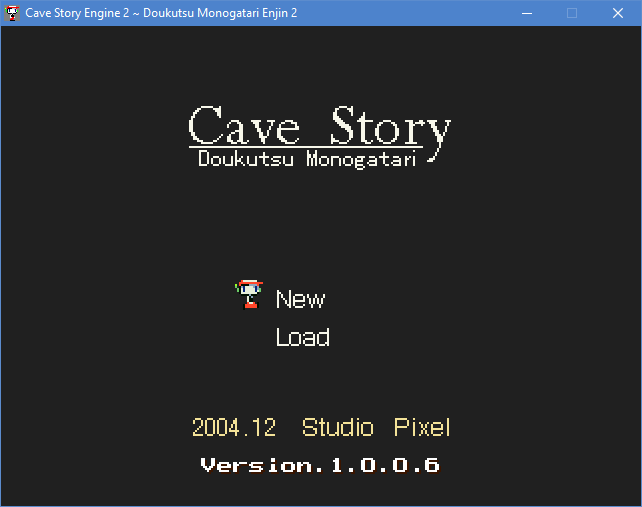 Cave Story Engine 2 ~ Doukutsu Monogatari Enjin 2
Cave Story
Doukutsu Monogatari
New
Load
2004.12 Studio Pixel
Version.1.0.0.6